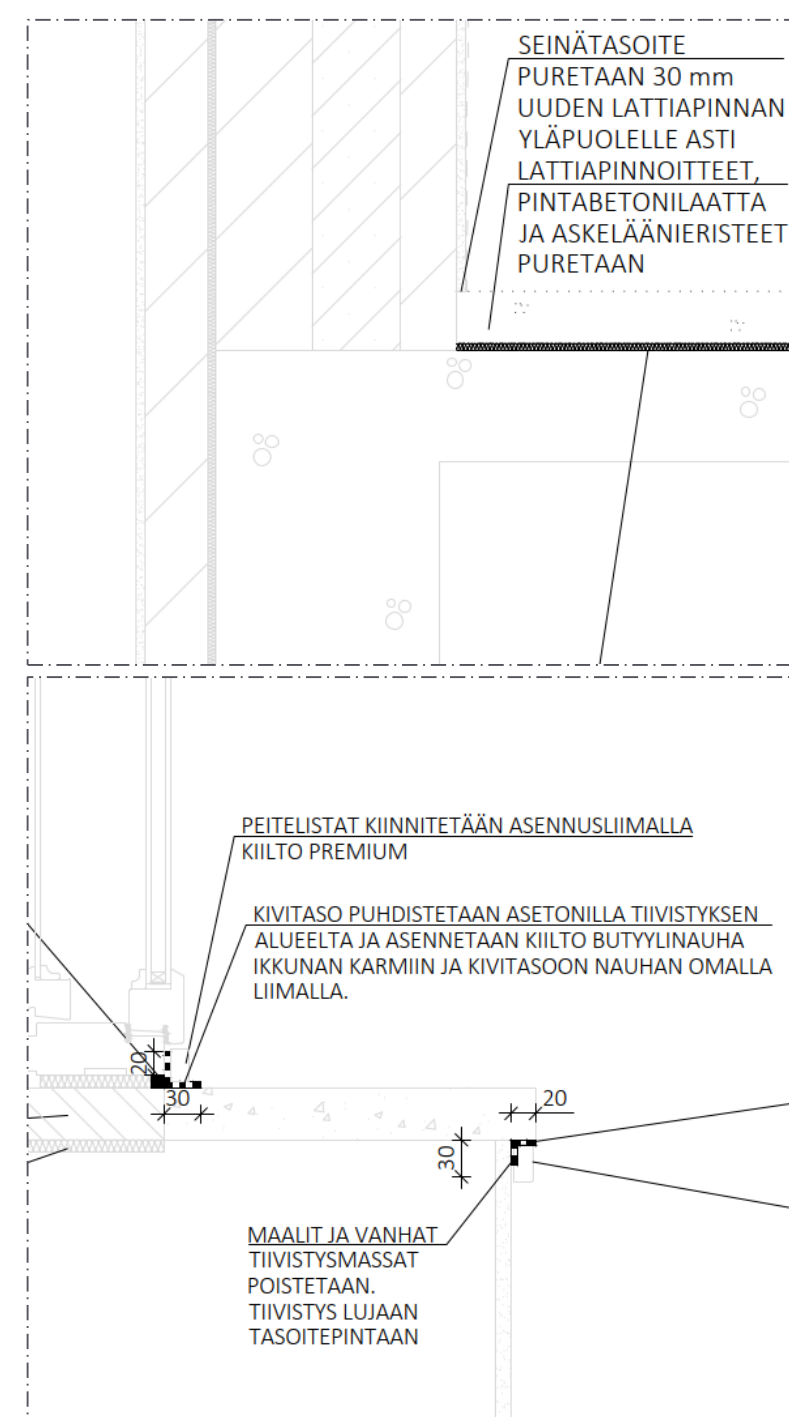 SEINÄTASOITE
PURETAAN 30 mm
UUDEN LATTIAPINNAN
YLÄPUOLELLE ASTI
LATTIAPINNOITTEET,
PINTABETONILAATTA
JA ASKELÄÄNIERISTEET
PURETAAN
PEITELISTAT KIINNITETÄÄN ASENNUSLIIMALLA
KIILTO PREMIUM
KIVITASO PUHDISTETAAN ASETONILLA TIIVISTYKSEN
ALUEELTA JA ASENNETAAN KIILTO BUTYYLINAUHA
IKKUNAN KARMIIN JA KIVITASOON NAUHAN OMALLA
LIIMALLA.
20
30
20
30
MAALIT JA VANHAT
TIIVISTYSMASSAT
POISTETAAN.
TIIVISTYS LUJAAN
TASOITEPINTAAN